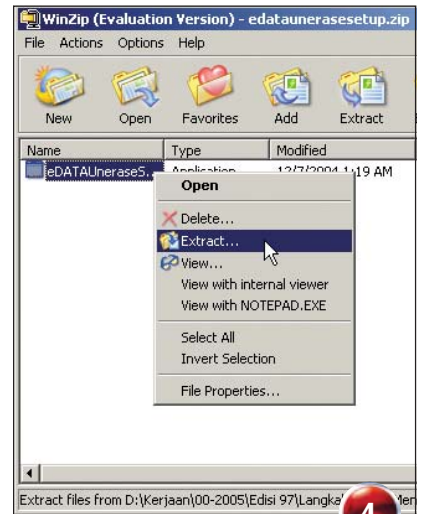 WinZip (Evaluation Version) - edataunerasesetup.zip
File Actions Options Help
New Open Favorites Add Extract
Name Type Modified
eDATAUneraseS... Application 12/7/2004 1:19 AM
Open
Delete...
Extract...
View...
View with internal viewer
View with NOTEPAD.EXE
Select All
Invert Selection
File Properties...
Extract files from D:\Kerjaan\00-2005\Edisi 97\Langka
4